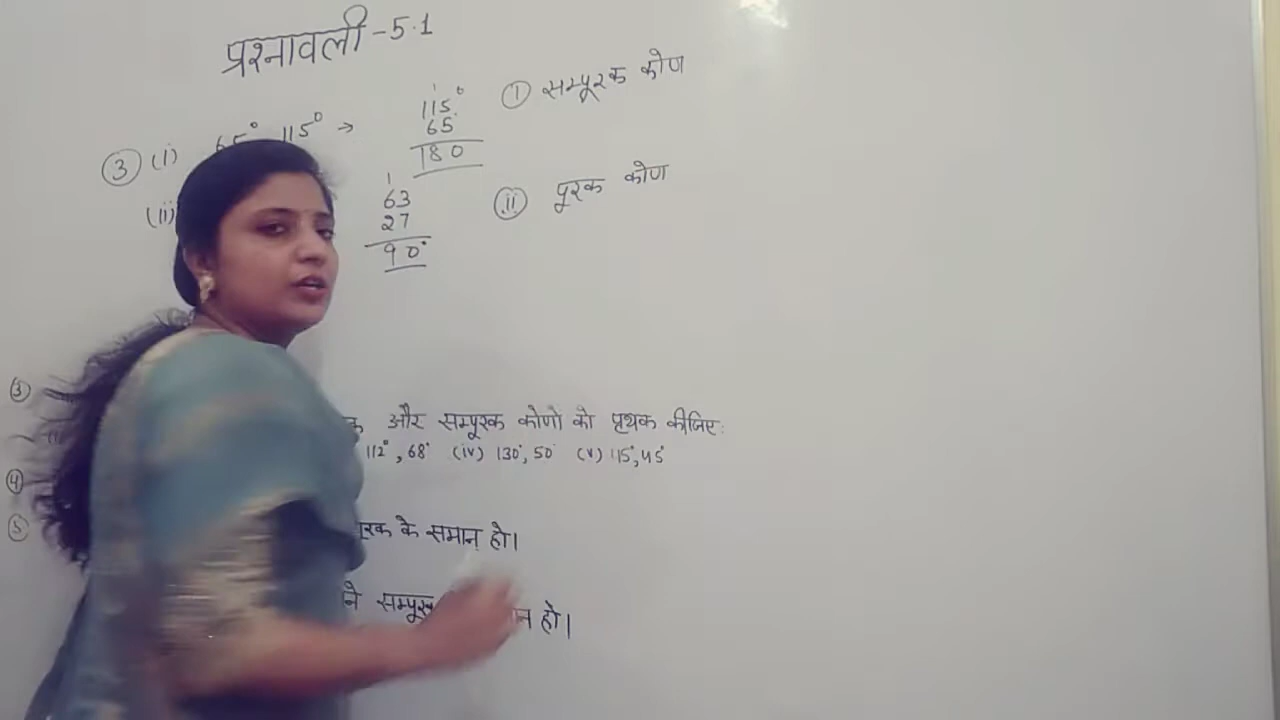 प्रश्नावली - 5.1
③ (i) 65° 115° →
115°
65
180
① सम्पूरक कोण
(ii)
63
27
90°
ⅱ पूरक कोण
③
और सम्पूरक कोणो को पृथक कीजिए:
112°, 68° (iv) 130°, 50° (v) 115°, 45°
④
⑤
पूरक के समान हो।
ने सम्पूरक
न हो।